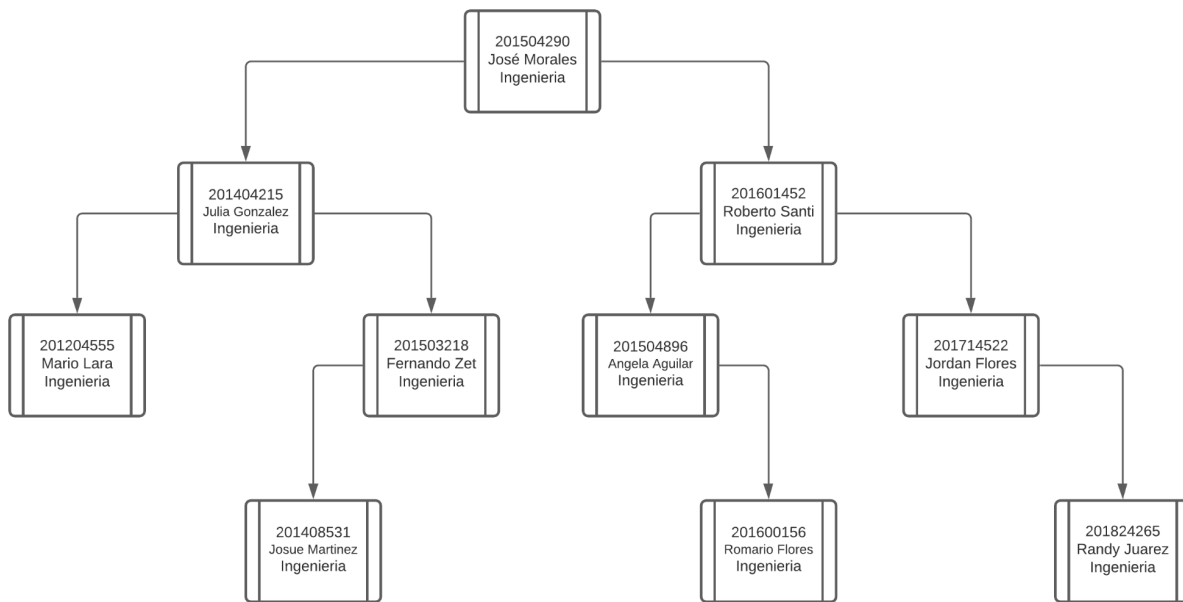 201504290
José Morales
Ingenieria
201404215
Julia Gonzalez
Ingenieria
201601452
Roberto Santi
Ingenieria
201204555
Mario Lara
Ingenieria
201503218
Fernando Zet
Ingenieria
201504896
Angela Aguilar
Ingenieria
201714522
Jordan Flores
Ingenieria
201408531
Josue Martinez
Ingenieria
201600156
Romario Flores
Ingenieria
201824265
Randy Juarez
Ingenieria